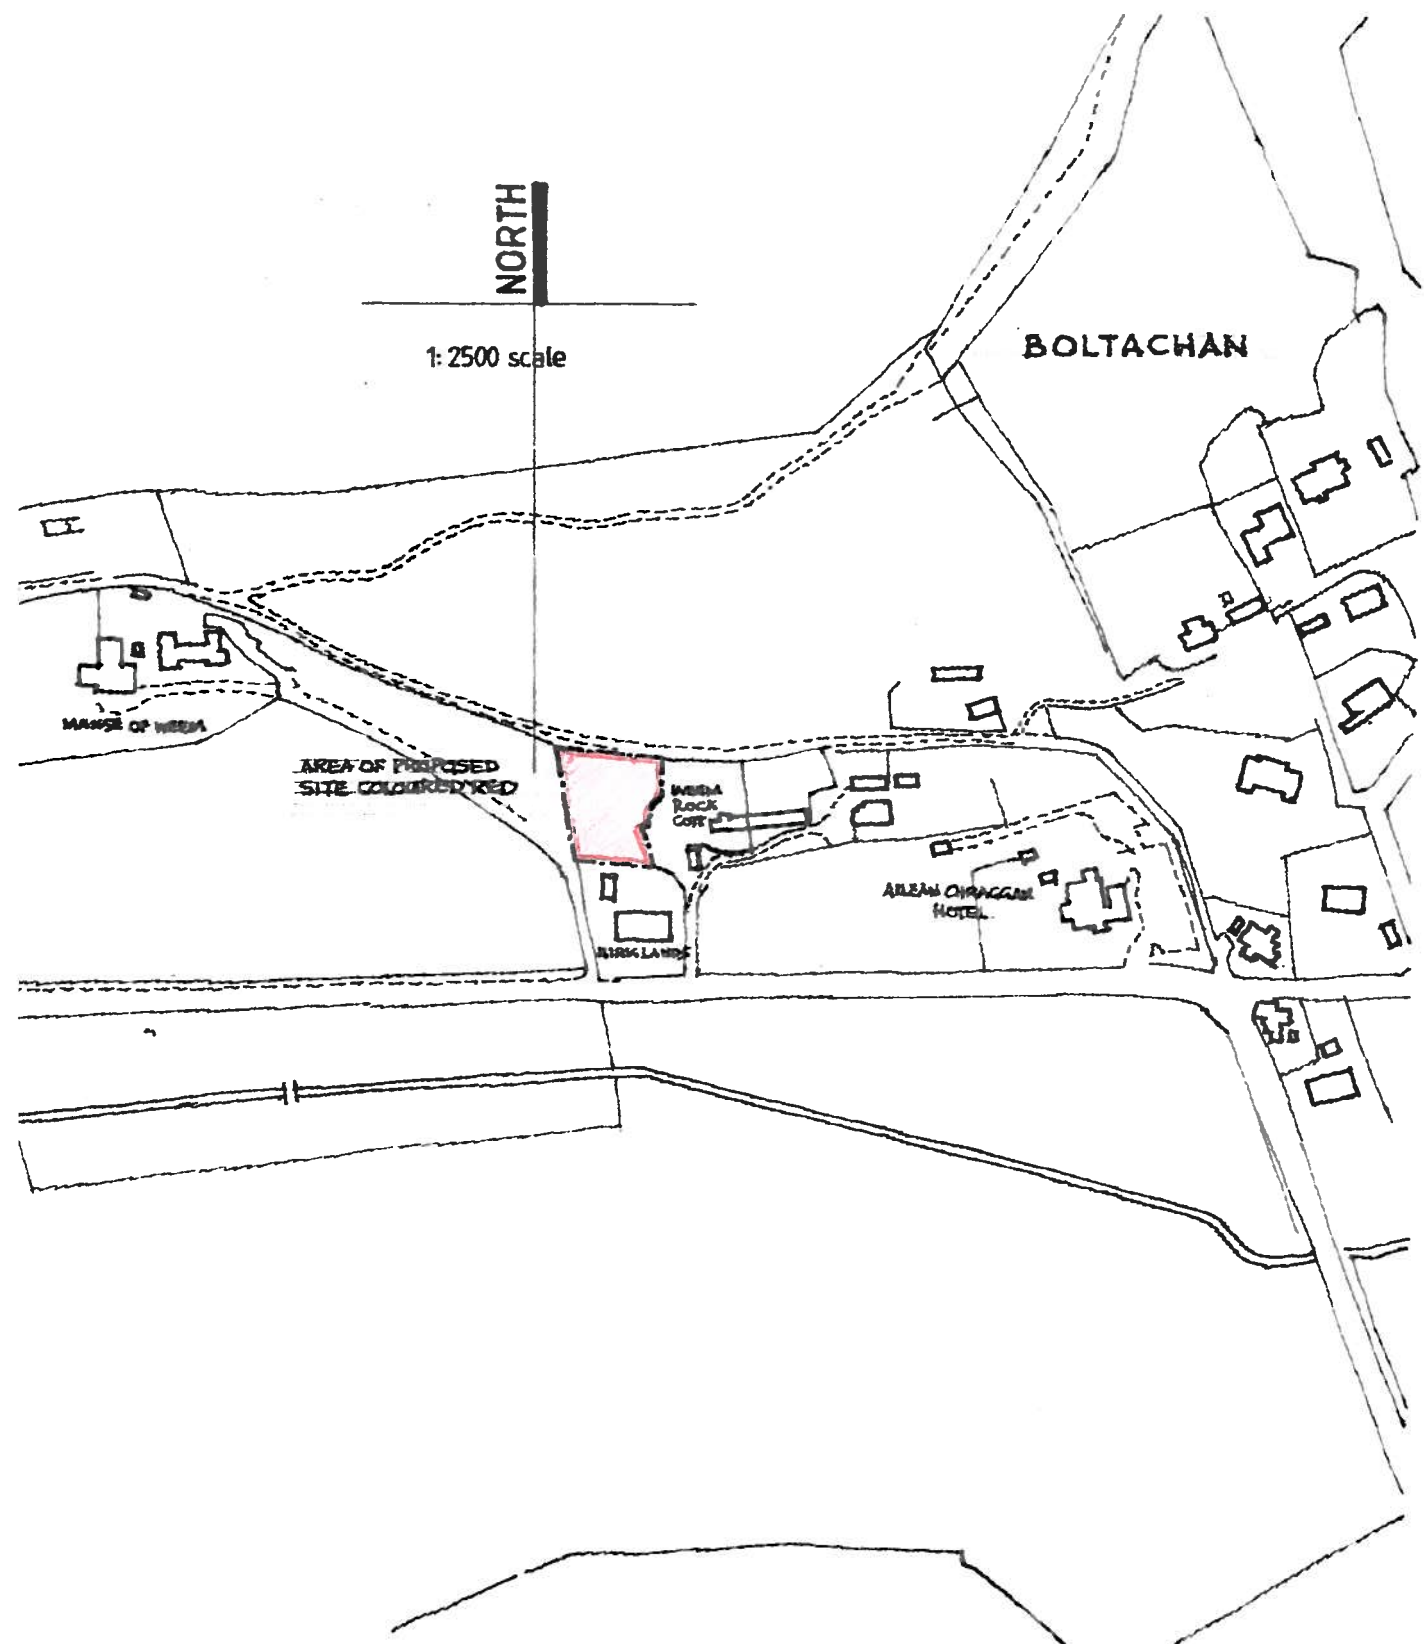 NORTH
1: 2500 scale
BOLTACHAN
MANSE OF WEEM
AREA OF PROPOSED
SITE COLOURED RED
WEEM
ROCK
COTT
AILEAN CHRAGGAN
HOTEL
KIRKLANDS